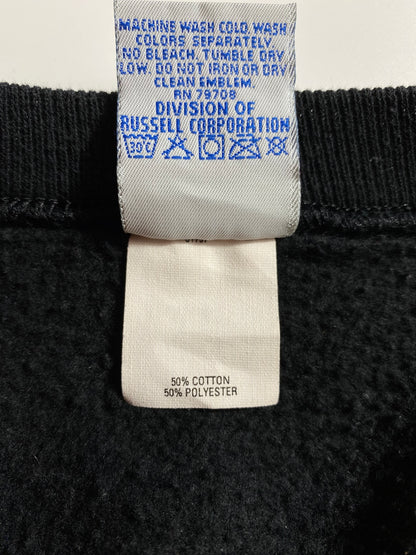 MACHINE WASH COLD. WASH
COLORS SEPARATELY.
NO BLEACH, TUMBLE DRY
LOW. DO NOT IRON OR DRY
CLEAN EMBLEM.
RN 79708
DIVISION OF
RUSSELL CORPORATION
30°C
50% COTTON
50% POLYESTER